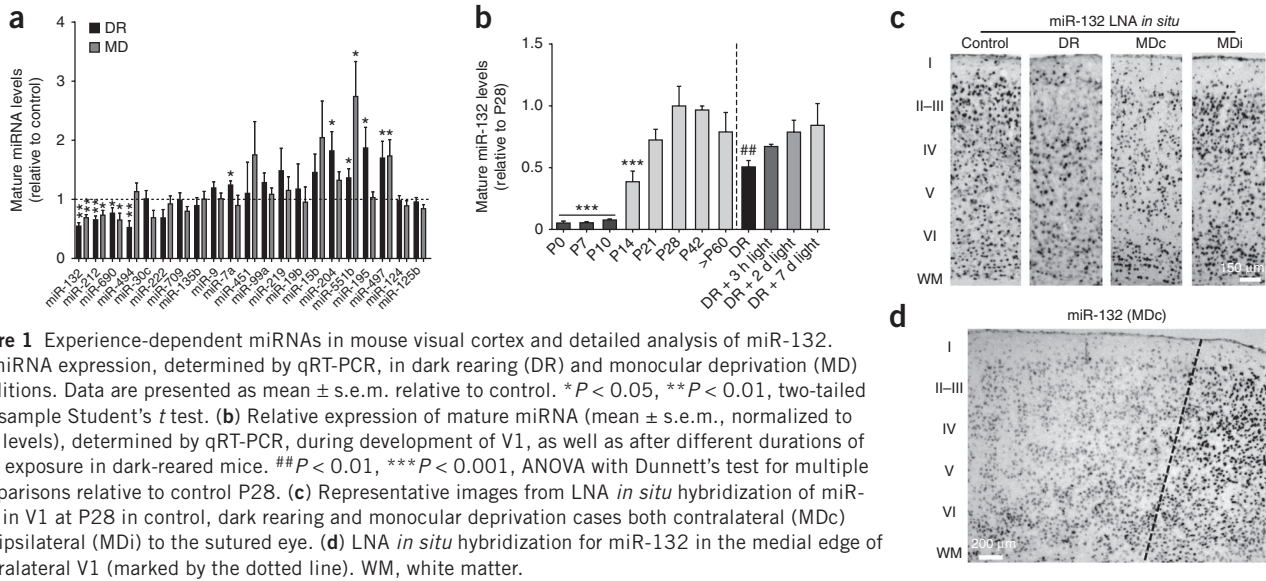 a
Mature miRNA levels
(relative to control)
4
3
2
1
0
DR
MD
** ** ** * * * ** * * * * * **
miR-132
miR-212
miR-690
miR-494
miR-30c
miR-222
miR-709
miR-135b
miR-9
miR-97a
miR-451
miR-99a
miR-219
miR-19b
miR-15b
miR-204
miR-551b
miR-195
miR-497
miR-124
miR-125b
b
Mature miR-132 levels
(relative to P28)
1.5
1.0
0.5
0
***
***
##
P0
P7
P10
P14
P21
P28
P42
>P60
DR
DR + 3 h light
DR + 2 d light
DR + 7 d light
c
miR-132 LNA in situ
Control DR MDc MDi
I
II–III
IV
V
VI
WM
150 µm
d
miR-132 (MDc)
I
II–III
IV
V
VI
WM
200 µm
re 1 Experience-dependent miRNAs in mouse visual cortex and detailed analysis of miR-132.
miRNA expression, determined by qRT-PCR, in dark rearing (DR) and monocular deprivation (MD)
ditions. Data are presented as mean ± s.e.m. relative to control. *P < 0.05, **P < 0.01, two-tailed
sample Student's t test. (b) Relative expression of mature miRNA (mean ± s.e.m., normalized to
levels), determined by qRT-PCR, during development of V1, as well as after different durations of
exposure in dark-reared mice. ##P < 0.01, ***P < 0.001, ANOVA with Dunnett's test for multiple
parisons relative to control P28. (c) Representative images from LNA in situ hybridization of miR-
in V1 at P28 in control, dark rearing and monocular deprivation cases both contralateral (MDc)
ipsilateral (MDi) to the sutured eye. (d) LNA in situ hybridization for miR-132 in the medial edge of
ralateral V1 (marked by the dotted line). WM, white matter.